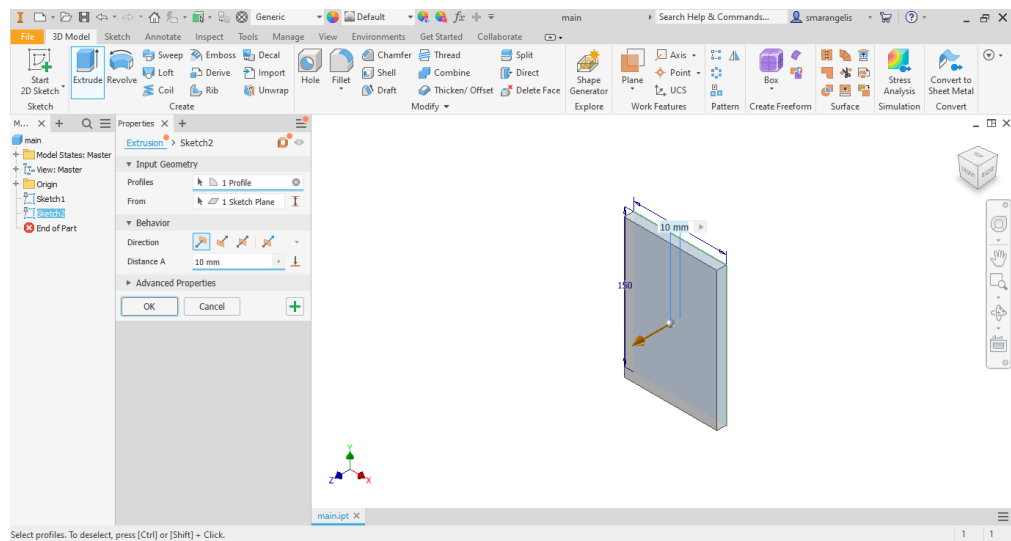 Generic
Default
fx
main
Search Help & Commands...
smarangelis
File 3D Model Sketch Annotate Inspect Tools Manage View Environments Get Started Collaborate
Start
2D Sketch
Extrude
Revolve
Sweep
Emboss
Decal
Loft
Derive
Import
Coil
Rib
Unwrap
Hole
Fillet
Chamfer
Thread
Split
Shell
Combine
Direct
Draft
Thicken/ Offset
Delete Face
Shape
Generator
Plane
Axis
Point
UCS
Box
Stress
Analysis
Convert to
Sheet Metal
Sketch
Create
Modify
Explore
Work Features
Pattern
Create Freeform
Surface
Simulation
Convert
M...
Properties
main
Model States: Master
View: Master
Origin
Sketch1
Sketch2
End of Part
Extrusion > Sketch2
Input Geometry
Profiles 1 Profile
From 1 Sketch Plane
Behavior
Direction
Distance A 10 mm
Advanced Properties
OK Cancel
10 mm
150
FRONT RIGHT
Y
Z X
main.ipt
Select profiles. To deselect, press [Ctrl] or [Shift] + Click.
1 1